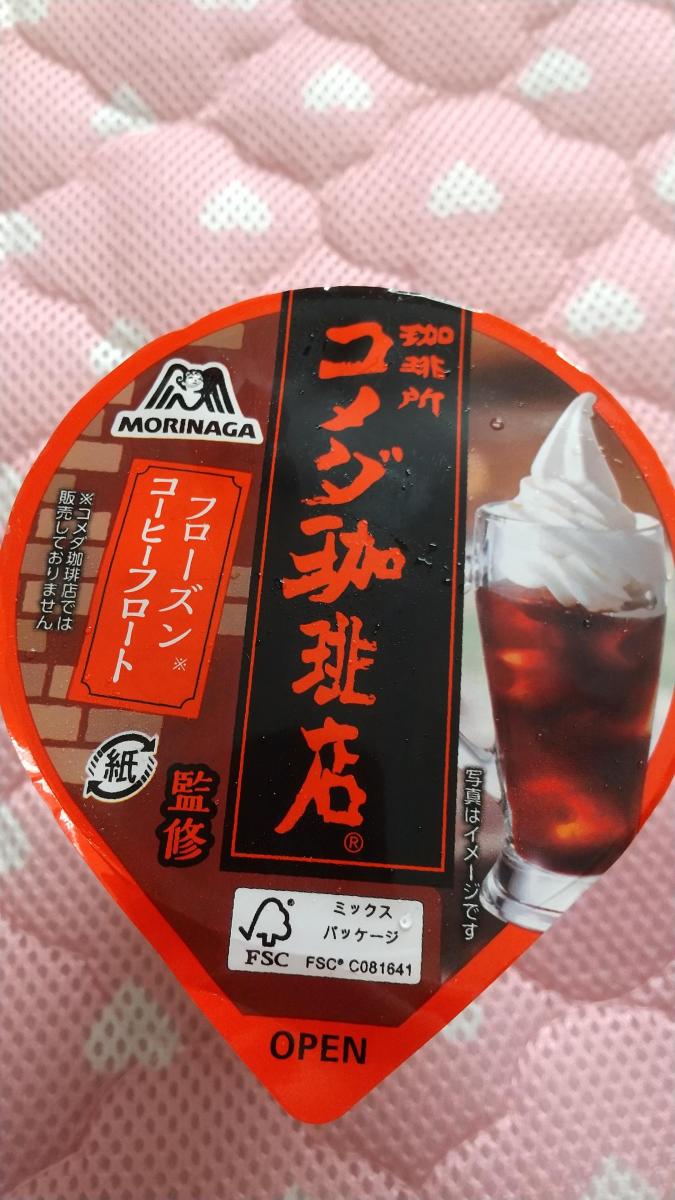 珈琲所
コメダ珈琲店®
MORINAGA
フローズン※
コーヒーフロート
※コメダ珈琲店では
販売しておりません
紙
監修
写真はイメージです
FSC®
ミックス
パッケージ
FSC® C081641
OPEN